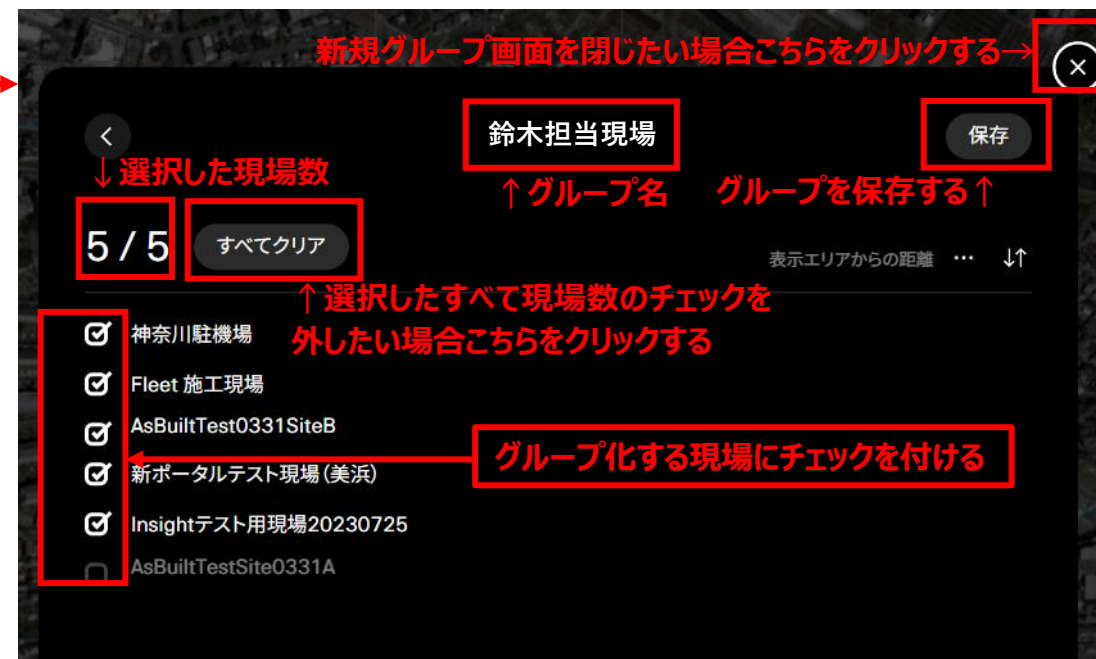 新規グループ画面を閉じたい場合こちらをクリックする→
鈴木担当現場
保存
↓選択した現場数
↑グループ名
グループを保存する↑
5 / 5
すべてクリア
表示エリアからの距離 … ↓↑
↑選択したすべて現場数のチェックを
外したい場合こちらをクリックする
神奈川駐機場
Fleet 施工現場
AsBuiltTest0331SiteB
グループ化する現場にチェックを付ける
新ポータルテスト現場(美浜)
Insightテスト用現場20230725
AsBuiltTestSite0331A